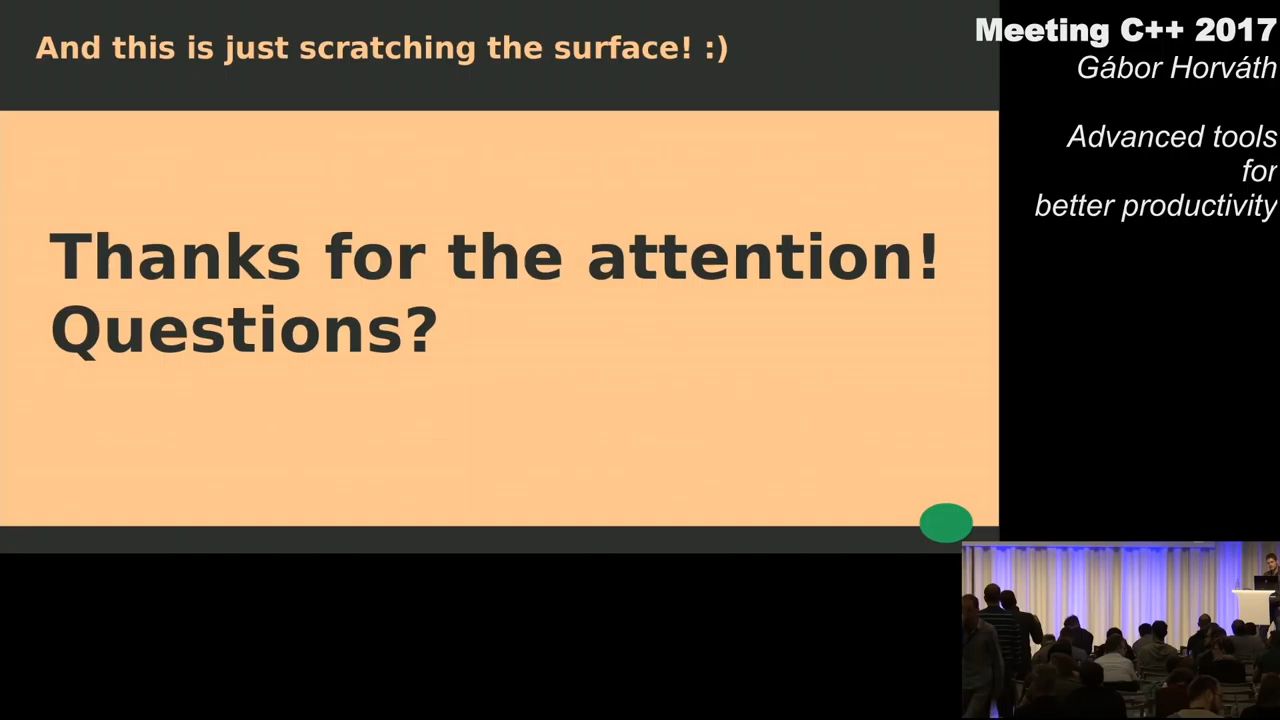 And this is just scratching the surface! :)
Thanks for the attention!
Questions?
Meeting C++ 2017
Gábor Horváth
Advanced tools
for
better productivity